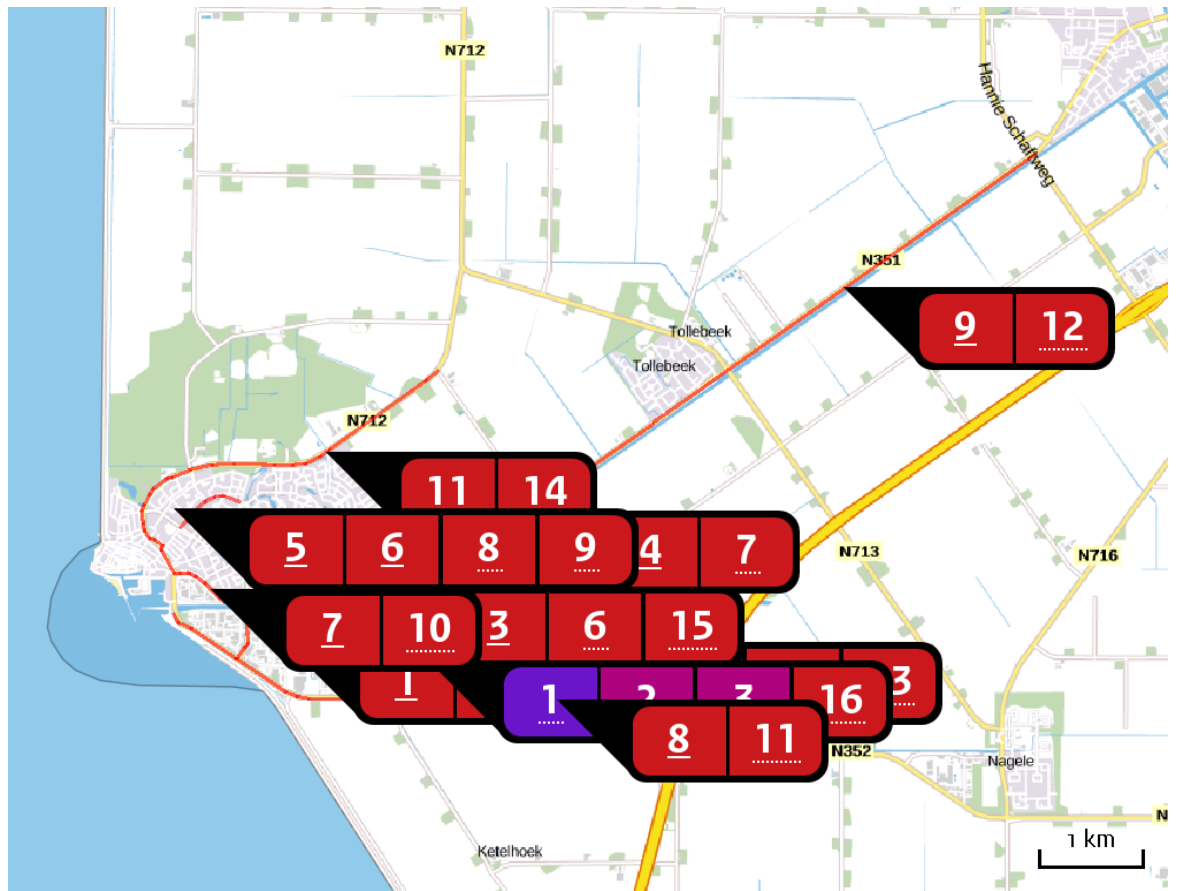 N712
Hannie Schaftweg
N351
9 12
Tollebeek
Tollebeek
N712
11 14
5 6 8 9 4 7
N713
N716
7 10 3 6 15
1 3
1 2 3 16
8 11
N352
Nagele
1 km
Ketelhoek
N